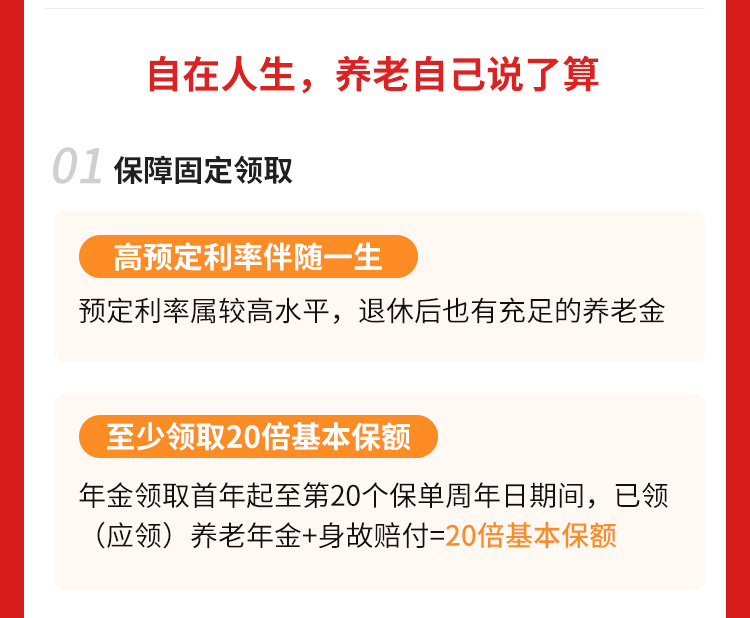 自在人生，养老自己说了算
01 保障固定领取
高预定利率伴随一生
预定利率属较高水平，退休后也有充足的养老金
至少领取20倍基本保额
年金领取首年起至第20个保单周年日期间，已领
（应领）养老年金+身故赔付=20倍基本保额